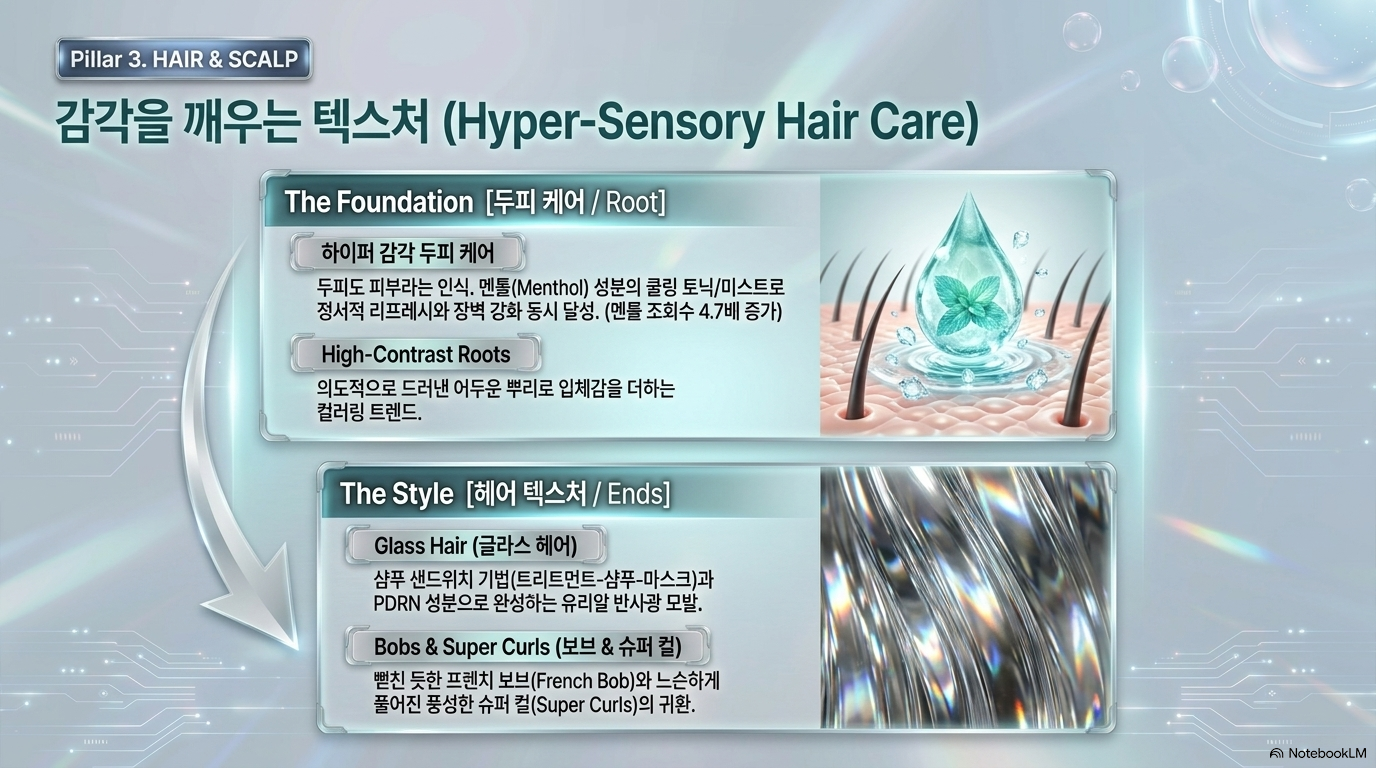 Pillar 3. HAIR & SCALP
감각을 깨우는 텍스처 (Hyper-Sensory Hair Care)
The Foundation [두피 케어 / Root]
하이퍼 감각 두피 케어
두피도 피부라는 인식. 멘톨(Menthol) 성분의 쿨링 토닉/미스트로
정서적 리프레시와 장벽 강화 동시 달성. (멘톨 조회수 4.7배 증가)
High-Contrast Roots
의도적으로 드러낸 어두운 뿌리로 입체감을 더하는
컬러링 트렌드.
The Style [헤어 텍스처 / Ends]
Glass Hair (글라스 헤어)
샴푸 샌드위치 기법(트리트먼트-샴푸-마스크)과
PDRN 성분으로 완성하는 유리알 반사광 모발.
Bobs & Super Curls (보브 & 슈퍼 컬)
뻗친 듯한 프렌치 보브(French Bob)와 느슨하게
풀어진 풍성한 슈퍼 컬(Super Curls)의 귀환.
NotebookLM